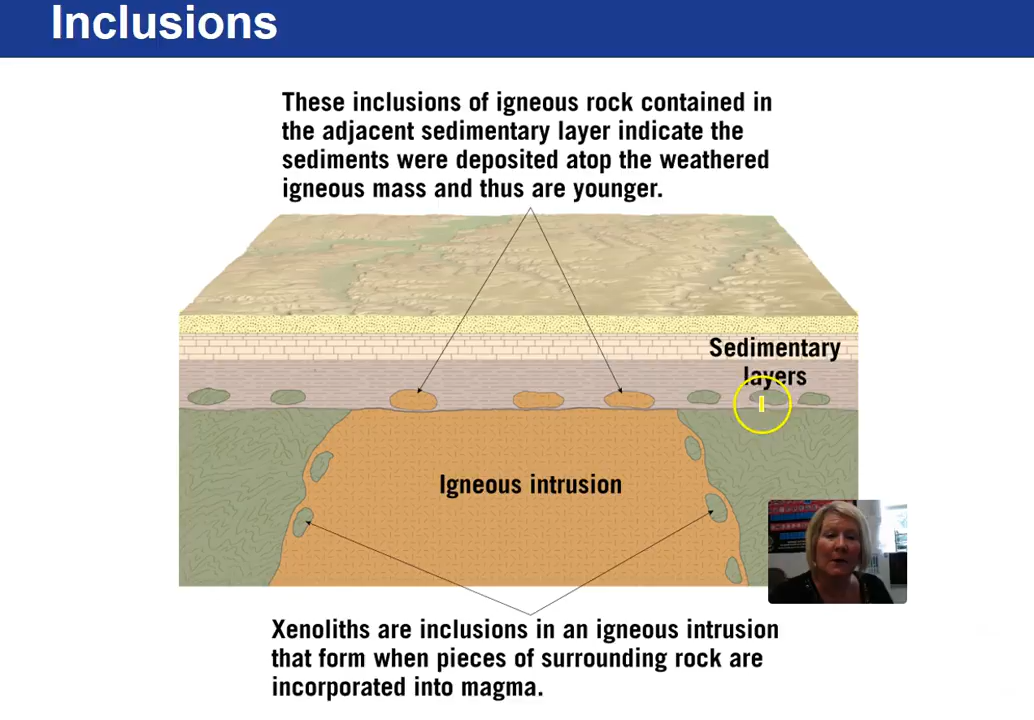 Inclusions
These inclusions of igneous rock contained in
the adjacent sedimentary layer indicate the
sediments were deposited atop the weathered
igneous mass and thus are younger.
Sedimentary
layers
Igneous intrusion
Xenoliths are inclusions in an igneous intrusion
that form when pieces of surrounding rock are
incorporated into magma.